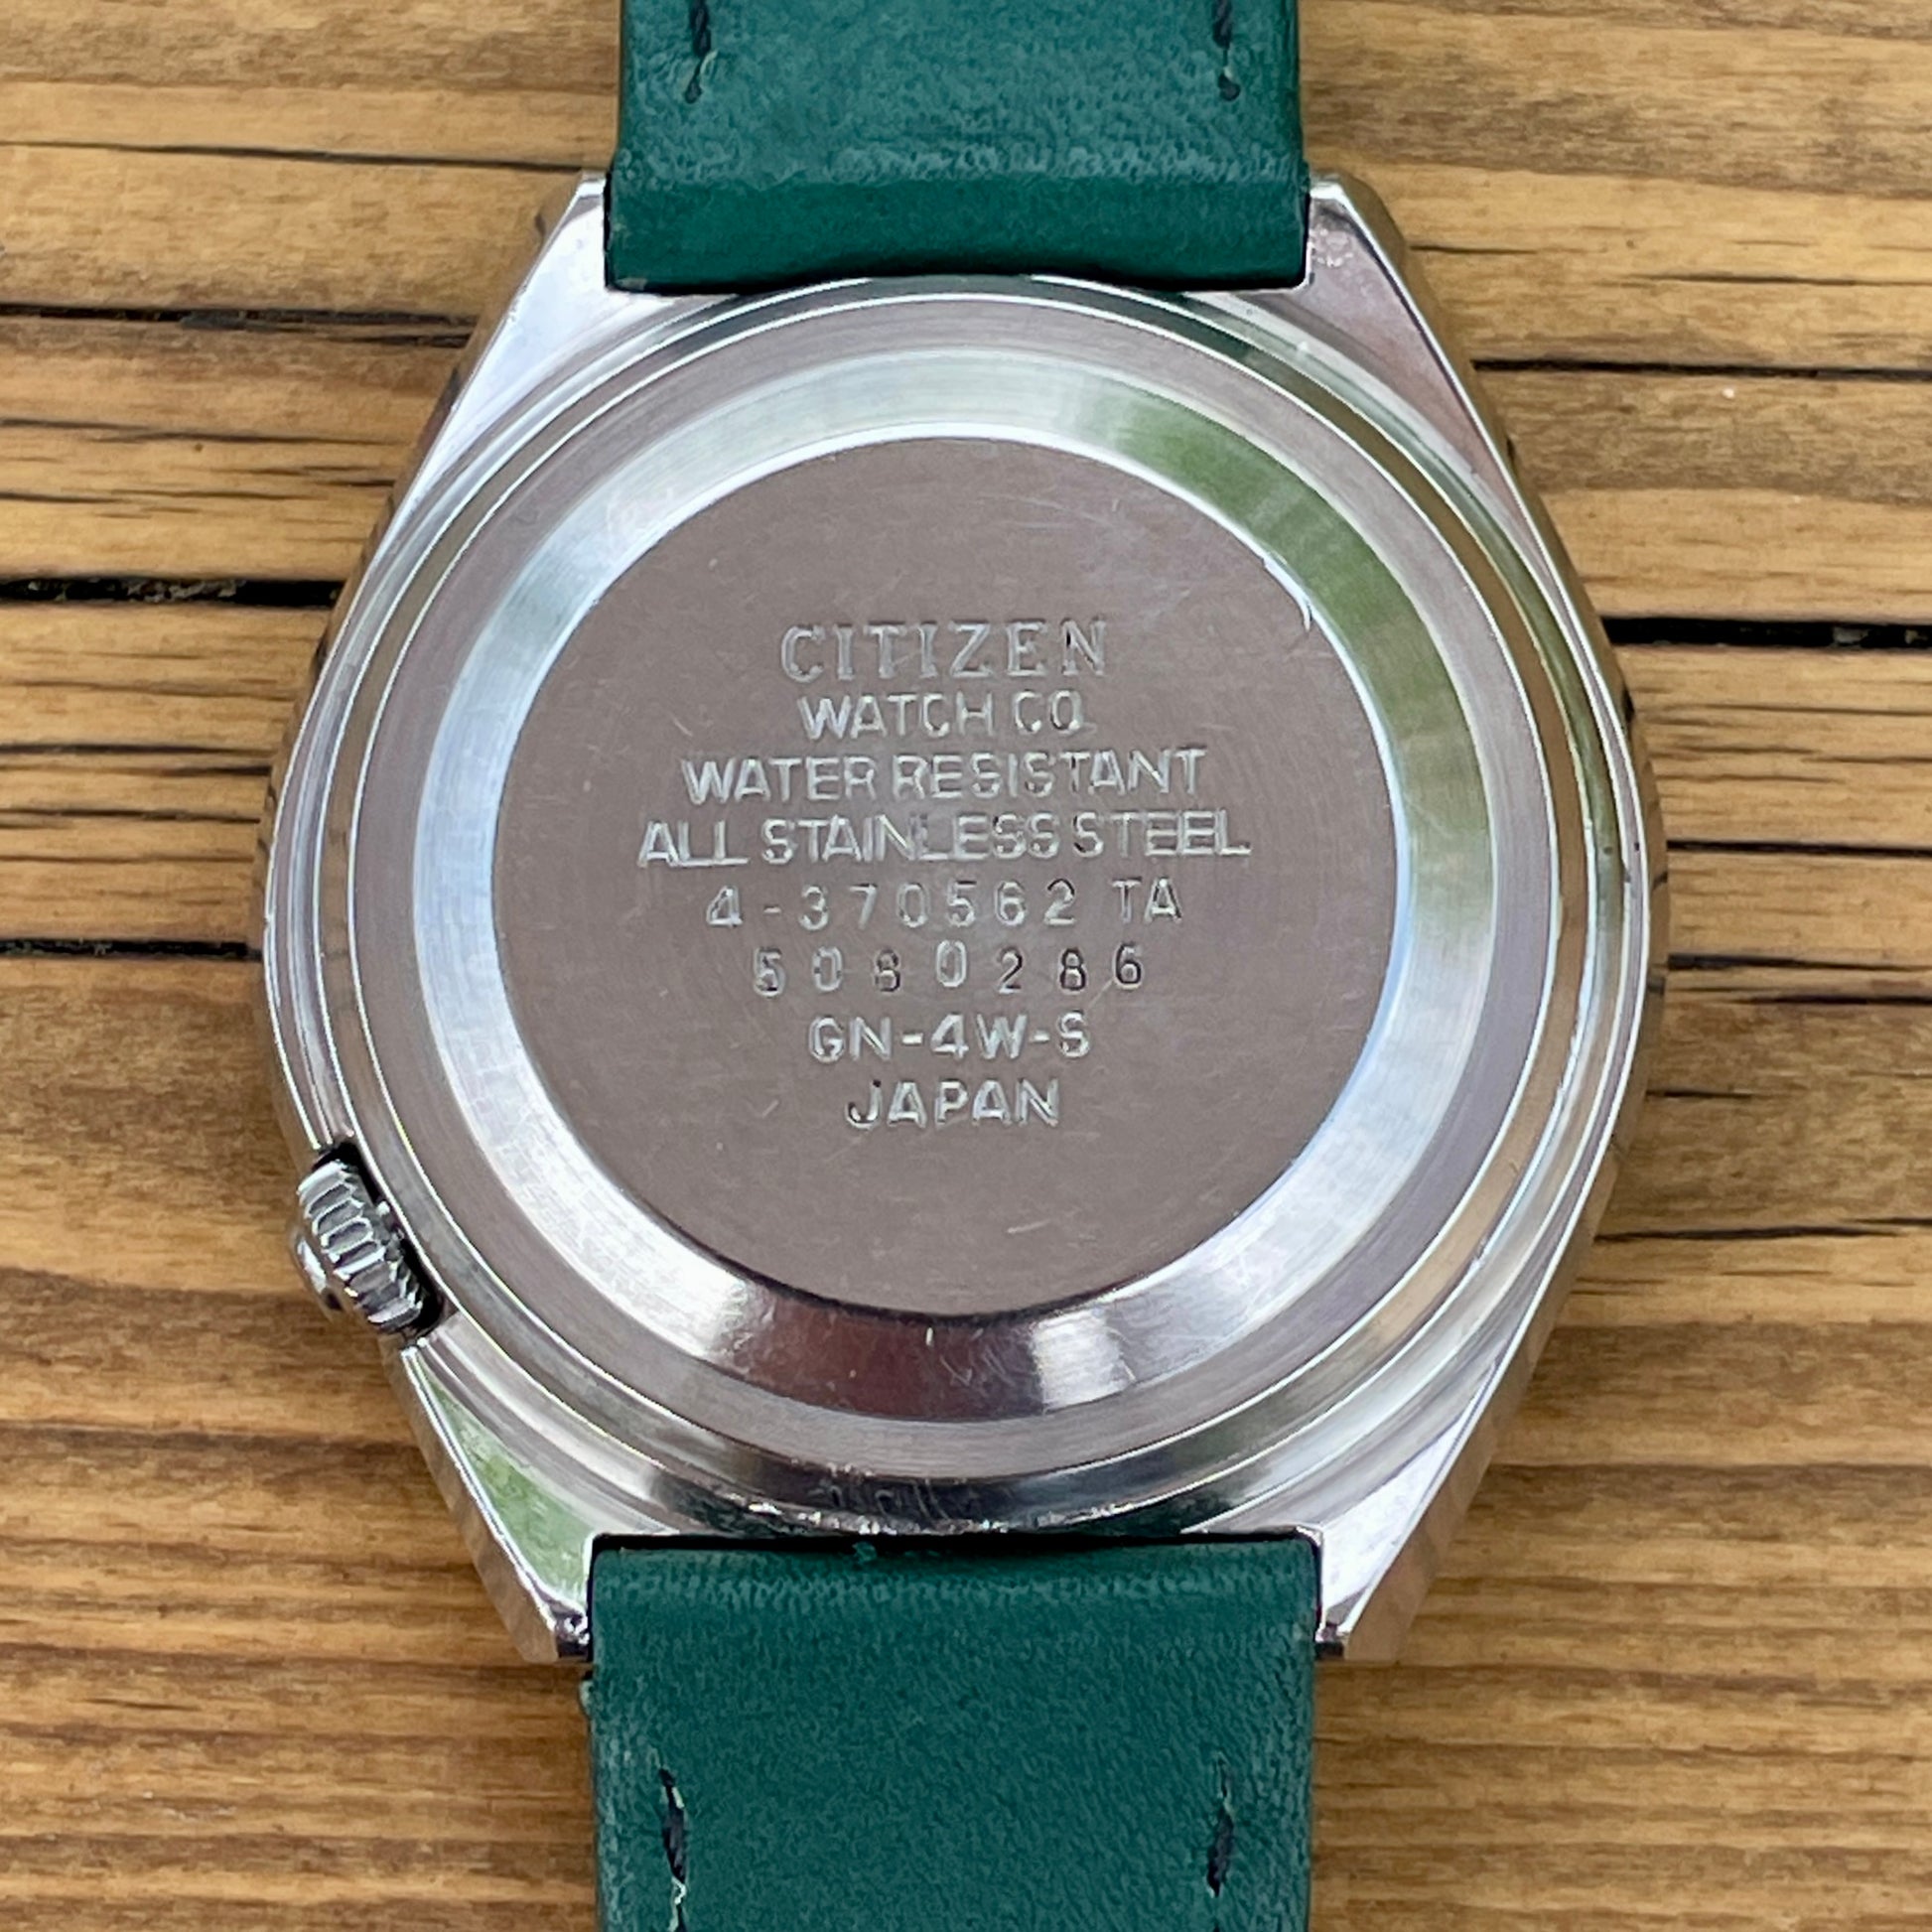 CITIZEN
WATCH CO.
WATER RESISTANT
ALL STAINLESS STEEL
4-370562 TA
5080286
GN-4W-S
JAPAN